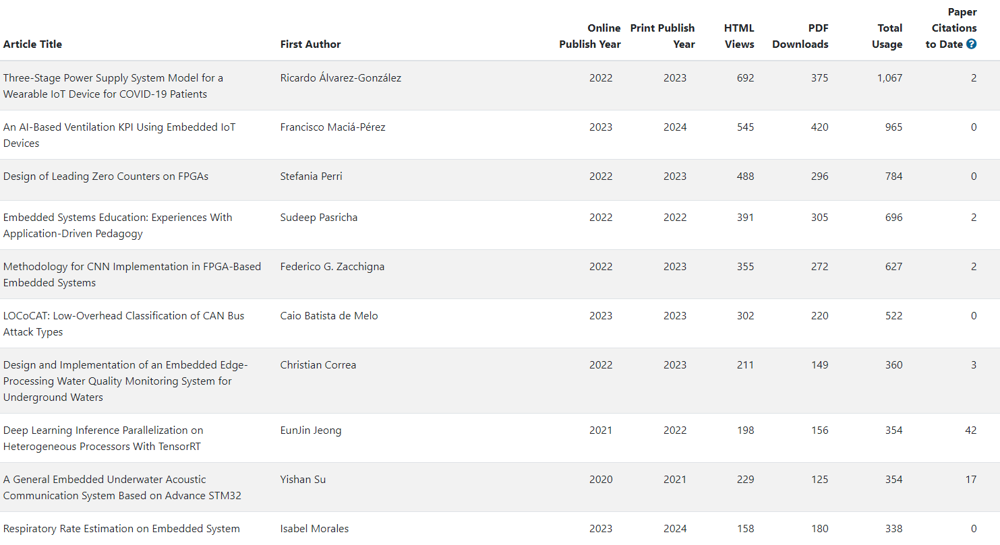 Article Title First Author Online Publish Year Print Publish Year HTML Views PDF Downloads Total Usage Paper Citations to Date ?
Three-Stage Power Supply System Model for a Ricardo Álvarez-González 2022 2023 692 375 1,067 2
Wearable IoT Device for COVID-19 Patients
An AI-Based Ventilation KPI Using Embedded IoT Francisco Maciá-Pérez 2023 2024 545 420 965 0
Devices
Design of Leading Zero Counters on FPGAs Stefania Perri 2022 2023 488 296 784 0
Embedded Systems Education: Experiences With Sudeep Pasricha 2022 2022 391 305 696 2
Application-Driven Pedagogy
Methodology for CNN Implementation in FPGA-Based Federico G. Zacchigna 2022 2023 355 272 627 2
Embedded Systems
LOCoCAT: Low-Overhead Classification of CAN Bus Caio Batista de Melo 2023 2023 302 220 522 0
Attack Types
Design and Implementation of an Embedded Edge- Christian Correa 2022 2023 211 149 360 3
Processing Water Quality Monitoring System for
Underground Waters
Deep Learning Inference Parallelization on EunJin Jeong 2021 2022 198 156 354 42
Heterogeneous Processors With TensorRT
A General Embedded Underwater Acoustic Yishan Su 2020 2021 229 125 354 17
Communication System Based on Advance STM32
Respiratory Rate Estimation on Embedded System Isabel Morales 2023 2024 158 180 338 0